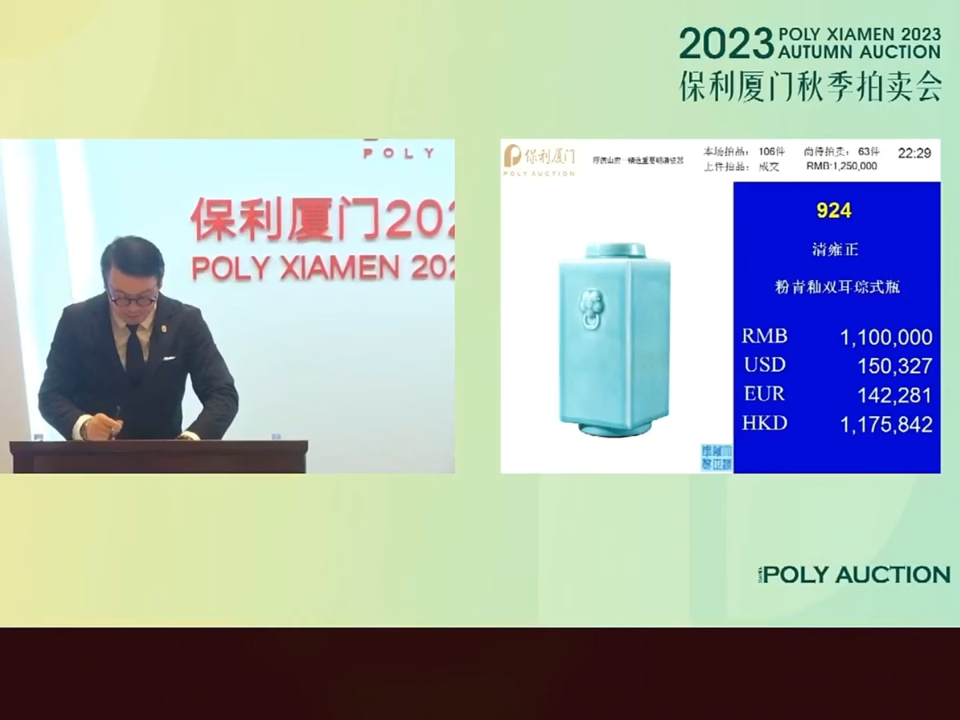 2023 POLY XIAMEN 2023
AUTUMN AUCTION
保利厦门秋季拍卖会
POLY
保利厦门202
POLY XIAMEN 202
保利厦门
POLY AUCTION
本场拍品: 106件 尚待拍卖: 63件 22:29
上件拍品: 成交 RMB:1,250,000
924
清雍正
粉青釉双耳琮式瓶
RMB 1,100,000
USD 150,327
EUR 142,281
HKD 1,175,842
POLY AUCTION